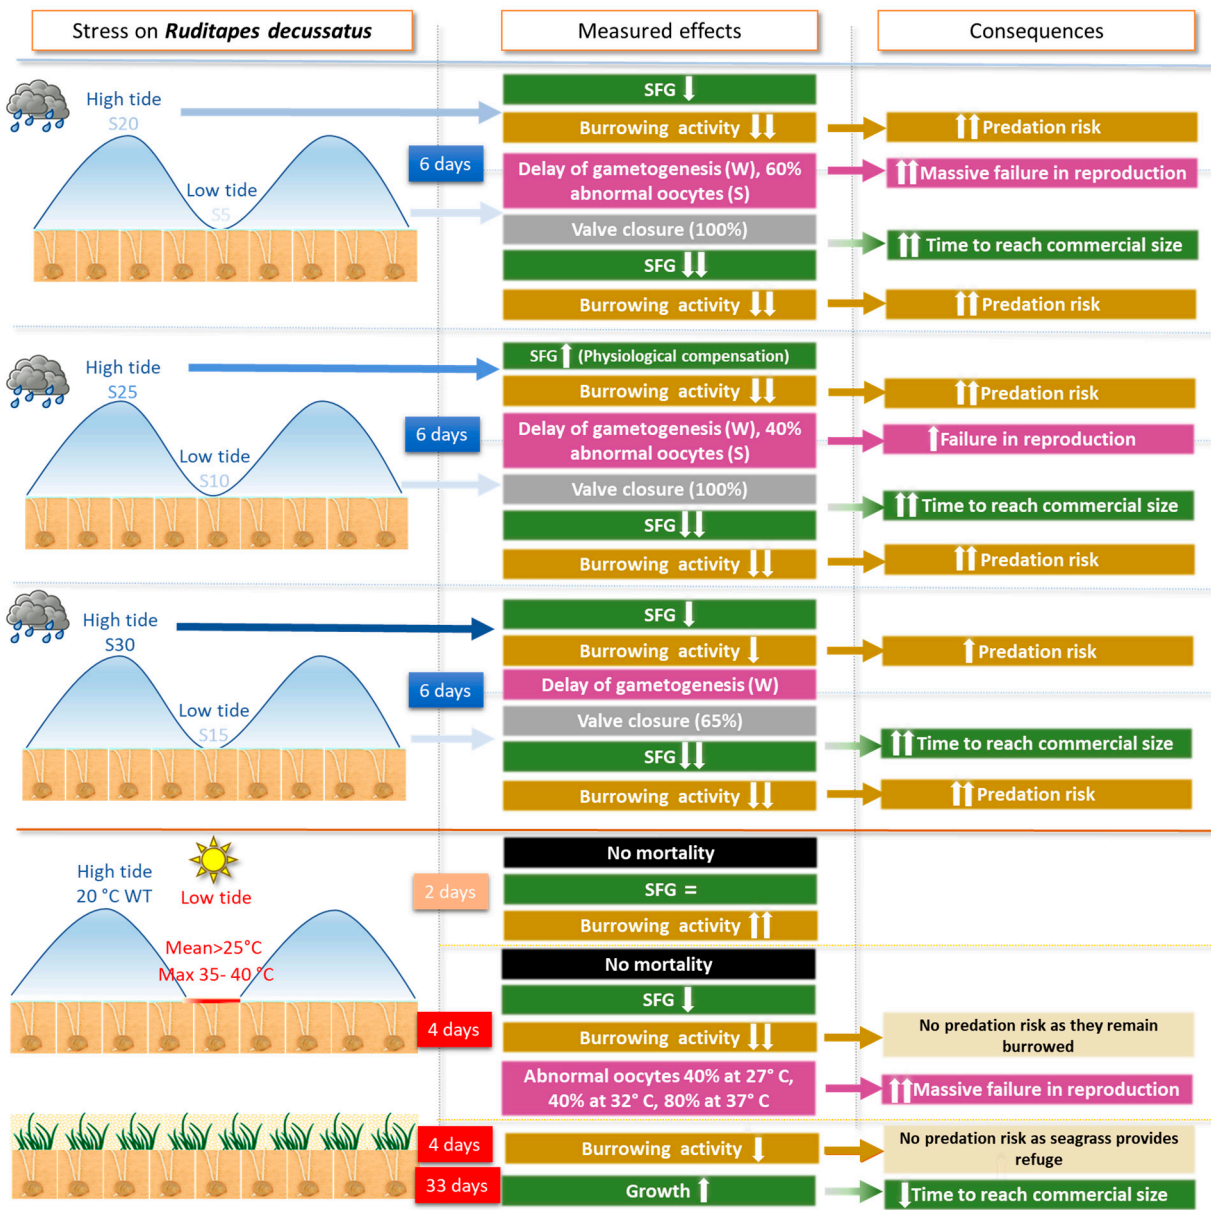 Stress on Ruditapes decussatus
Measured effects
Consequences
High tide
S20
Low tide
S5
6 days
SFG ↓
Burrowing activity ↓↓
Delay of gametogenesis (W), 60%
abnormal oocytes (S)
Valve closure (100%)
SFG ↓↓
Burrowing activity ↓↓
↑↑ Predation risk
↑↑ Massive failure in reproduction
↑↑ Time to reach commercial size
↑↑ Predation risk
High tide
S25
Low tide
S10
6 days
SFG ↑ (Physiological compensation)
Burrowing activity ↓↓
Delay of gametogenesis (W), 40%
abnormal oocytes (S)
Valve closure (100%)
SFG ↓↓
Burrowing activity ↓↓
↑↑ Predation risk
↑ Failure in reproduction
↑↑ Time to reach commercial size
↑↑ Predation risk
High tide
S30
Low tide
S15
6 days
SFG ↓
Burrowing activity ↓
Delay of gametogenesis (W)
Valve closure (65%)
SFG ↓↓
Burrowing activity ↓↓
↑ Predation risk
↑↑ Time to reach commercial size
↑↑ Predation risk
High tide
20 °C WT
Low tide
Mean>25°C
Max 35- 40 °C
2 days
No mortality
SFG =
Burrowing activity ↑↑
4 days
No mortality
SFG ↓
Burrowing activity ↓↓
Abnormal oocytes 40% at 27° C,
40% at 32° C, 80% at 37° C
No predation risk as they remain
burrowed
↑↑ Massive failure in reproduction
4 days
Burrowing activity ↓
No predation risk as seagrass provides
refuge
33 days
Growth ↑
↓ Time to reach commercial size